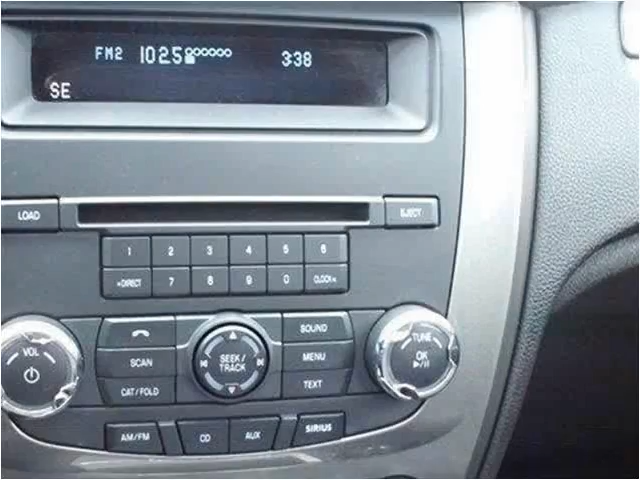 FM2 102.5 3:38
SE
LOAD EJECT
1 2 3 4 5 6
*DIRECT 7 8 9 0 CLOCK
VOL SOUND TUNE
SCAN SEEK/ TRACK MENU OK
CAT/FOLD TEXT
AM/FM CD AUX SIRIUS